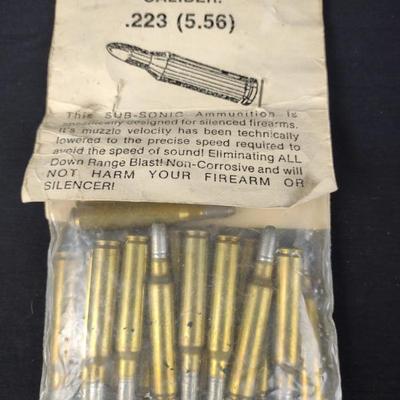 CALIBER:
.223 (5.56)
This SUB-SONIC Ammunition is
specifically designed for silenced firearms.
It's muzzle velocity has been technically
lowered to the precise speed required to
avoid the speed of sound! Eliminating ALL
Down Range Blast! Non-Corrosive and will
NOT HARM YOUR FIREARM OR
SILENCER!